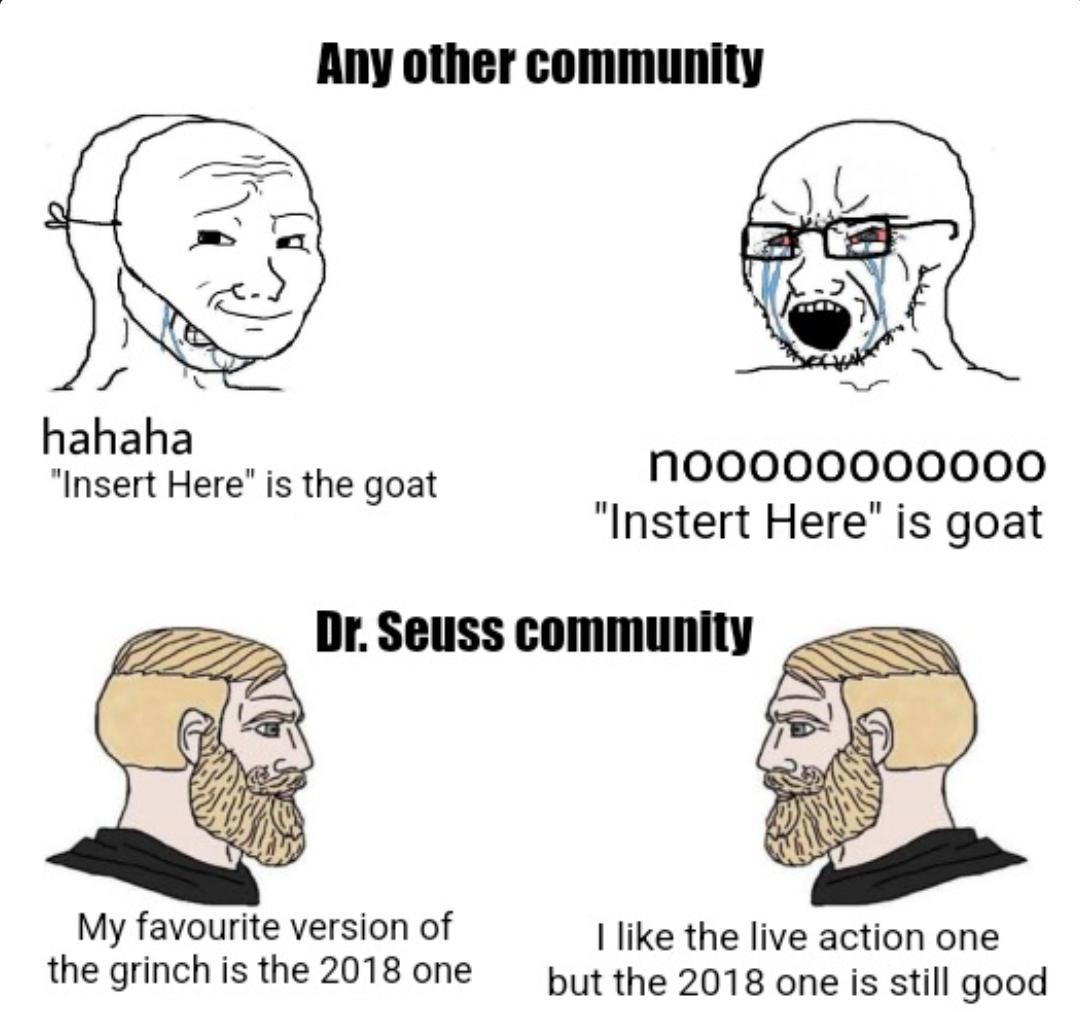 Any other community
hahaha
"Insert Here" is the goat
noooooooooooo
"Instert Here" is goat
Dr. Seuss community
My favourite version of
the grinch is the 2018 one
I like the live action one
but the 2018 one is still good